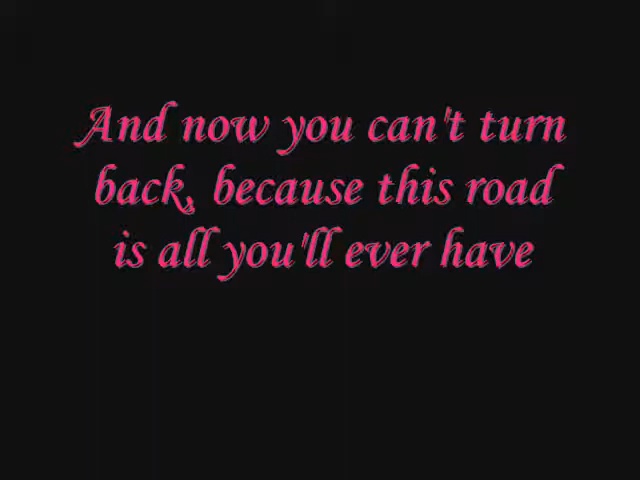 And now you can't turn
back, because this road
is all you'll ever have